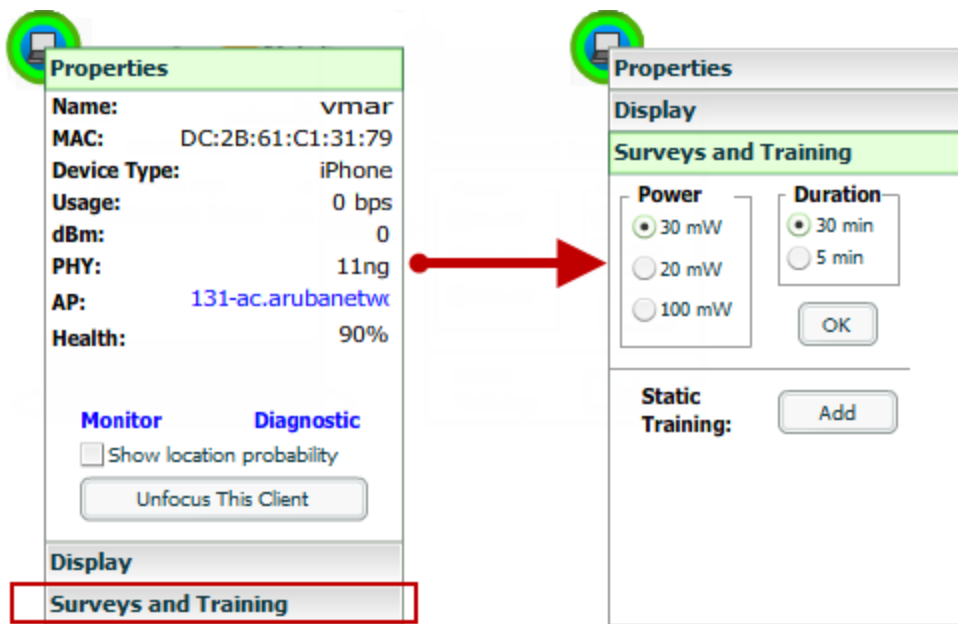 Properties
Name: vmar
MAC: DC:2B:61:C1:31:79
Device Type: iPhone
Usage: 0 bps
dBm: 0
PHY: 11ng
AP: 131-ac.arubanetwc
Health: 90%
Monitor Diagnostic
Show location probability
Unfocus This Client
Display
Surveys and Training
Properties
Display
Surveys and Training
Power Duration
30 mW 30 min
20 mW 5 min
100 mW
OK
Static
Training: Add